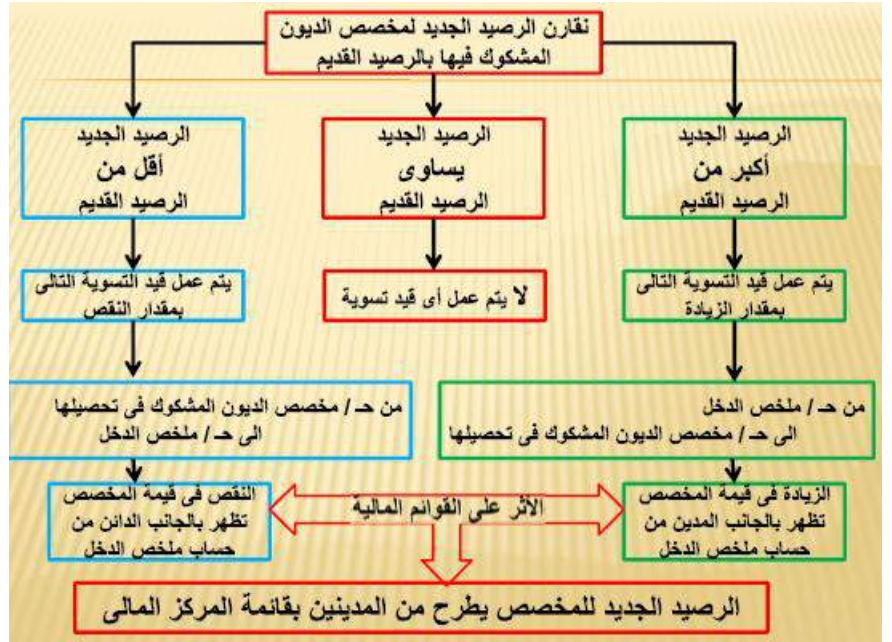 نقارن الرصيد الجديد لمخصص الديون
المشكوك فيها بالرصيد القديم
الرصيد الجديد
أكبر من
الرصيد القديم
الرصيد الجديد
يساوى
الرصيد القديم
الرصيد الجديد
أقل من
الرصيد القديم
يتم عمل قيد التسوية التالى
بمقدار الزيادة
لا يتم عمل أى قيد تسوية
يتم عمل قيد التسوية التالى
بمقدار النقص
من حـ / ملخص الدخل
الى حـ / مخصص الديون المشكوك فى تحصيلها
من حـ / مخصص الديون المشكوك فى تحصيلها
الى حـ / ملخص الدخل
الزيادة فى قيمة المخصص
تظهر بالجانب المدين من
حساب ملخص الدخل
الأثر على القوائم المالية
النقص فى قيمة المخصص
تظهر بالجانب الدائن من
حساب ملخص الدخل
الرصيد الجديد للمخصص يطرح من المدينين بقائمة المركز المالى